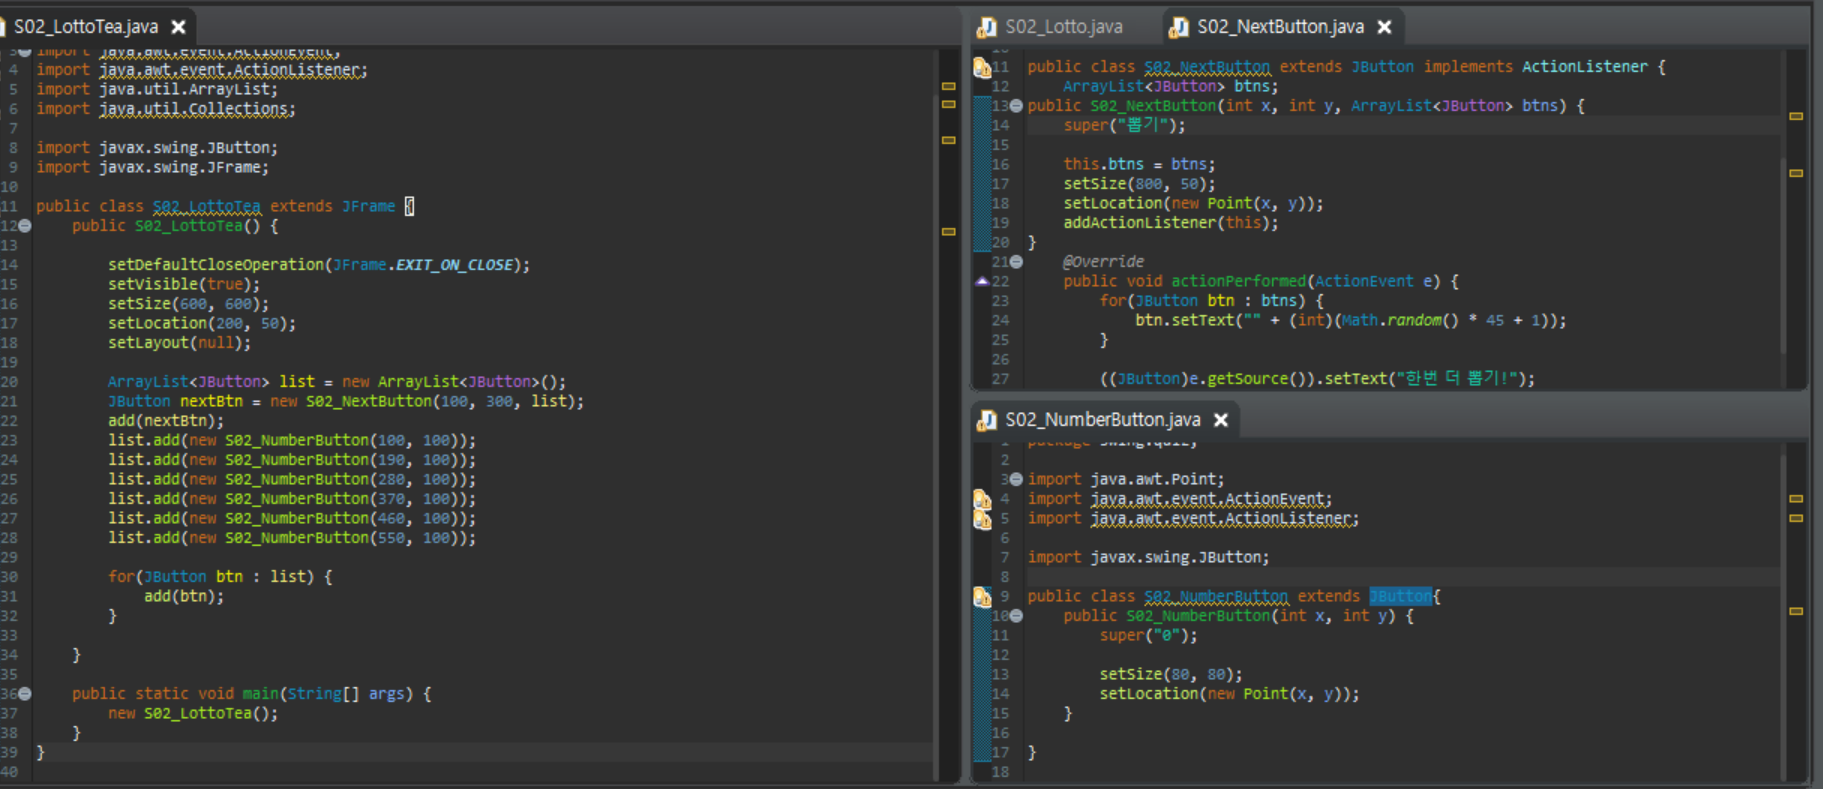 S02_LottoTea.java
3 import java.awt.event.ActionEvent;
4 import java.awt.event.ActionListener;
5 import java.util.ArrayList;
6 import java.util.Collections;
7
8 import javax.swing.JButton;
9 import javax.swing.JFrame;
10
11 public class S02_LottoTea extends JFrame {
12 public S02_LottoTea() {
13
14 setDefaultCloseOperation(JFrame.EXIT_ON_CLOSE);
15 setVisible(true);
16 setSize(600, 600);
17 setLocation(200, 50);
18 setLayout(null);
19
20 ArrayList<JButton> list = new ArrayList<JButton>();
21 JButton nextBtn = new S02_NextButton(100, 300, list);
22 add(nextBtn);
23 list.add(new S02_NumberButton(100, 100));
24 list.add(new S02_NumberButton(190, 100));
25 list.add(new S02_NumberButton(280, 100));
26 list.add(new S02_NumberButton(370, 100));
27 list.add(new S02_NumberButton(460, 100));
28 list.add(new S02_NumberButton(550, 100));
29
30 for(JButton btn : list) {
31 add(btn);
32 }
33
34 }
35
36 public static void main(String[] args) {
37 new S02_LottoTea();
38 }
39 }
40
S02_Lotto.java S02_NextButton.java
10
11 public class S02_NextButton extends JButton implements ActionListener {
12 ArrayList<JButton> btns;
13 public S02_NextButton(int x, int y, ArrayList<JButton> btns) {
14 super("뽑기");
15
16 this.btns = btns;
17 setSize(800, 50);
18 setLocation(new Point(x, y));
19 addActionListener(this);
20 }
21 @Override
22 public void actionPerformed(ActionEvent e) {
23 for(JButton btn : btns) {
24 btn.setText("" + (int)(Math.random() * 45 + 1));
25 }
26
27 ((JButton)e.getSource()).setText("한번 더 뽑기!");
S02_NumberButton.java
1 package swing.quiz;
2
3 import java.awt.Point;
4 import java.awt.event.ActionEvent;
5 import java.awt.event.ActionListener;
6
7 import javax.swing.JButton;
8
9 public class S02_NumberButton extends JButton{
10 public S02_NumberButton(int x, int y) {
11 super("0");
12
13 setSize(80, 80);
14 setLocation(new Point(x, y));
15 }
16
17 }
18